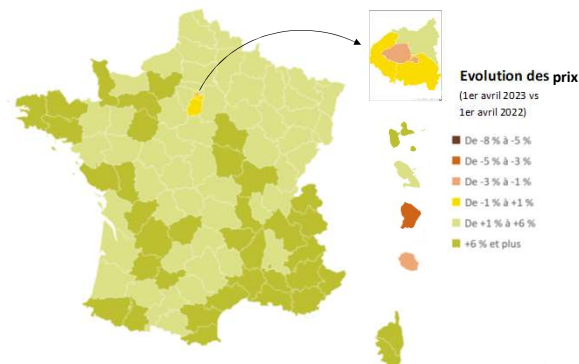 Evolution des prix
(1er avril 2023 vs
1er avril 2022)
De -8 % à -5 %
De -5 % à -3 %
De -3 % à -1 %
De -1 % à +1 %
De +1 % à +6 %
+6 % et plus